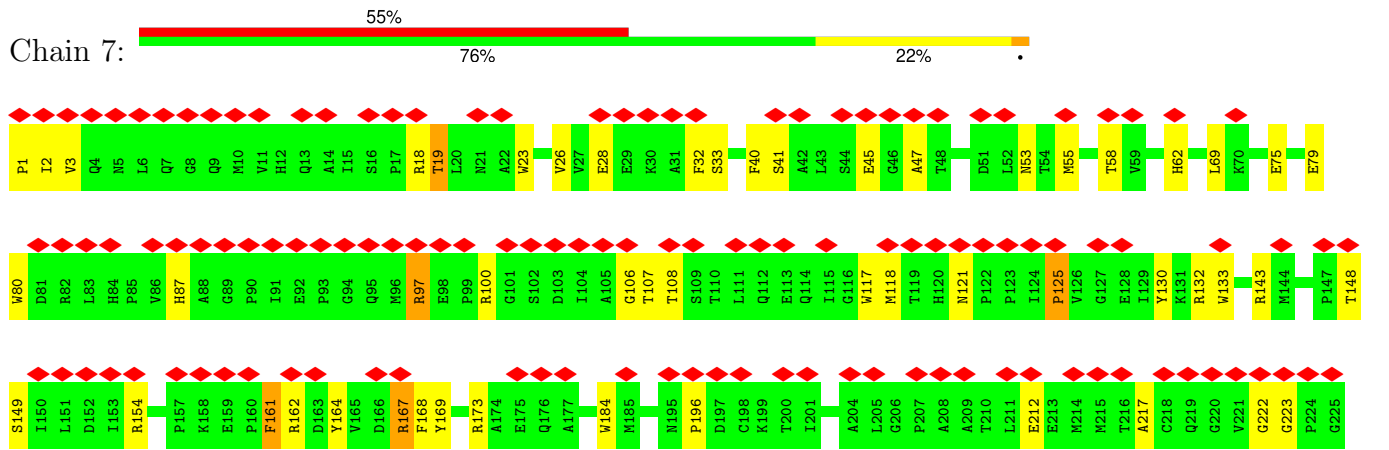 55%
Chain 7:
76% 22% •
P1 I2 V3 Q4 N5 L6 Q7 G8 Q9 M10 V11 H12 Q13 A14 I15 S16 P17 R18 T19 L20 N21 A22 W23 V26 V27 E28 E29 K30 A31 F32 S33 F40 S41 A42 L43 S44 E45 G46 A47 T48 D51 L52 N53 T54 M55 T58 V59 H62 L69 K70 E75 E79
W80 D81 R82 L83 H84 P85 V86 H87 A88 G89 P90 I91 E92 P93 G94 Q95 M96 R97 E98 P99 R100 G101 S102 D103 I104 A105 G106 T107 T108 S109 T110 L111 Q112 E113 Q114 I115 G116 W117 M118 T119 H120 N121 P122 P123 I124 P125 V126 G127 E128 I129 Y130 K131 R132 W133 R143 M144 P147 T148
S149 I150 L151 D152 I153 R154 P157 K158 E159 P160 F161 R162 D163 Y164 V165 D166 R167 F168 Y169 R173 A174 E175 Q176 A177 W184 M185 N195 P196 D197 C198 K199 T200 I201 A204 L205 G206 P207 A208 A209 T210 L211 E212 E213 M214 M215 T216 A217 C218 Q219 G220 V221 G222 G223 P224 G225